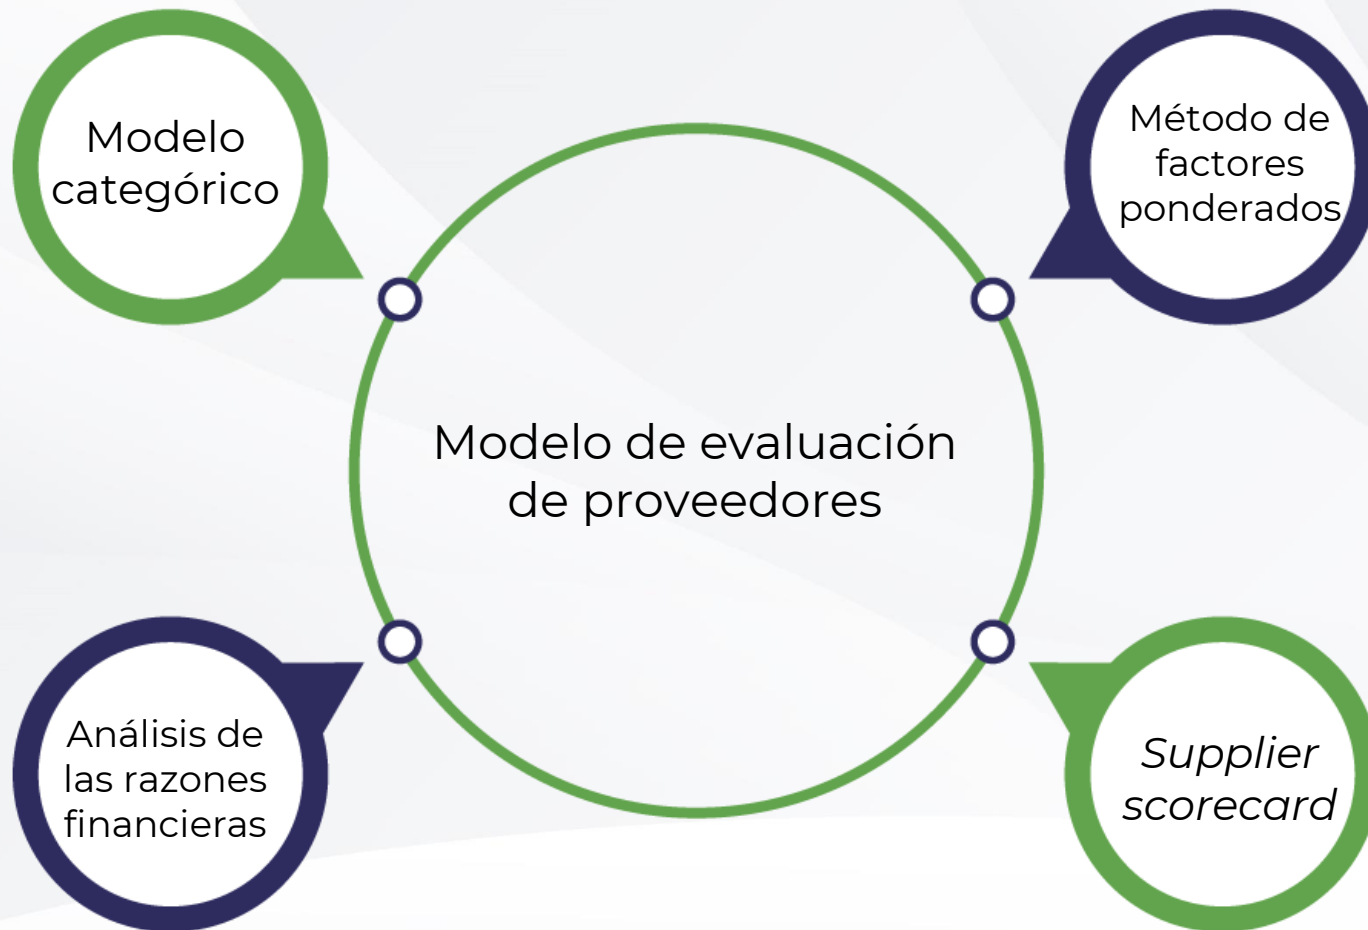 Modelo
categórico
Método de
factores
ponderados
Modelo de evaluación
de proveedores
Análisis de
las razones
financieras
Supplier
scorecard